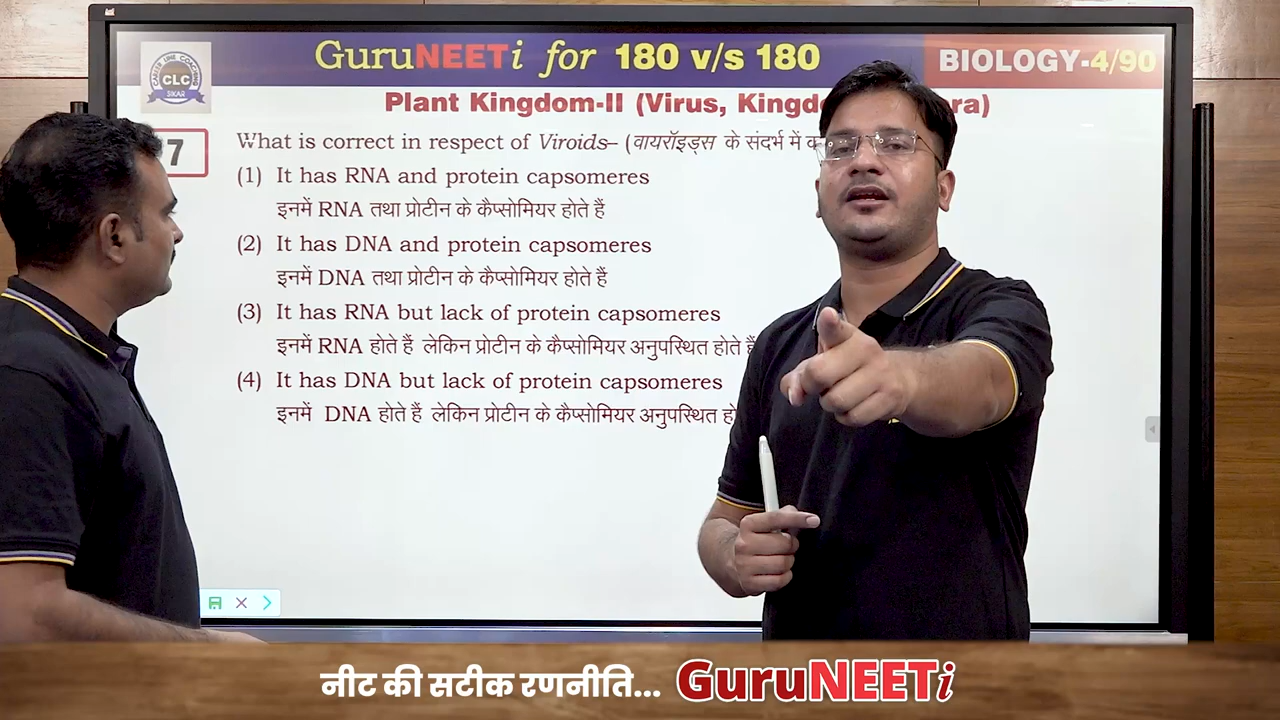 GuruNEETi for 180 v/s 180
BIOLOGY-4/90
CLC
SIKAR
Plant Kingdom-II (Virus,
7
What is correct in respect of Viroids– (वायरॉइड्स के संदर्भ में
(1) It has RNA and protein capsomeres
इनमें RNA तथा प्रोटीन के कैप्सोमियर होते हैं
(2) It has DNA and protein capsomeres
इनमें DNA तथा प्रोटीन के कैप्सोमियर होते हैं
(3) It has RNA but lack of protein capsomeres
इनमें RNA होते हैं लेकिन प्रोटीन के कैप्सोमियर अनुपस्थित होते हैं
(4) It has DNA but lack of protein capsomeres
इनमें DNA होते हैं लेकिन प्रोटीन के कैप्सोमियर अनुपस्थित
नीट की सटीक रणनीति... GuruNEETi